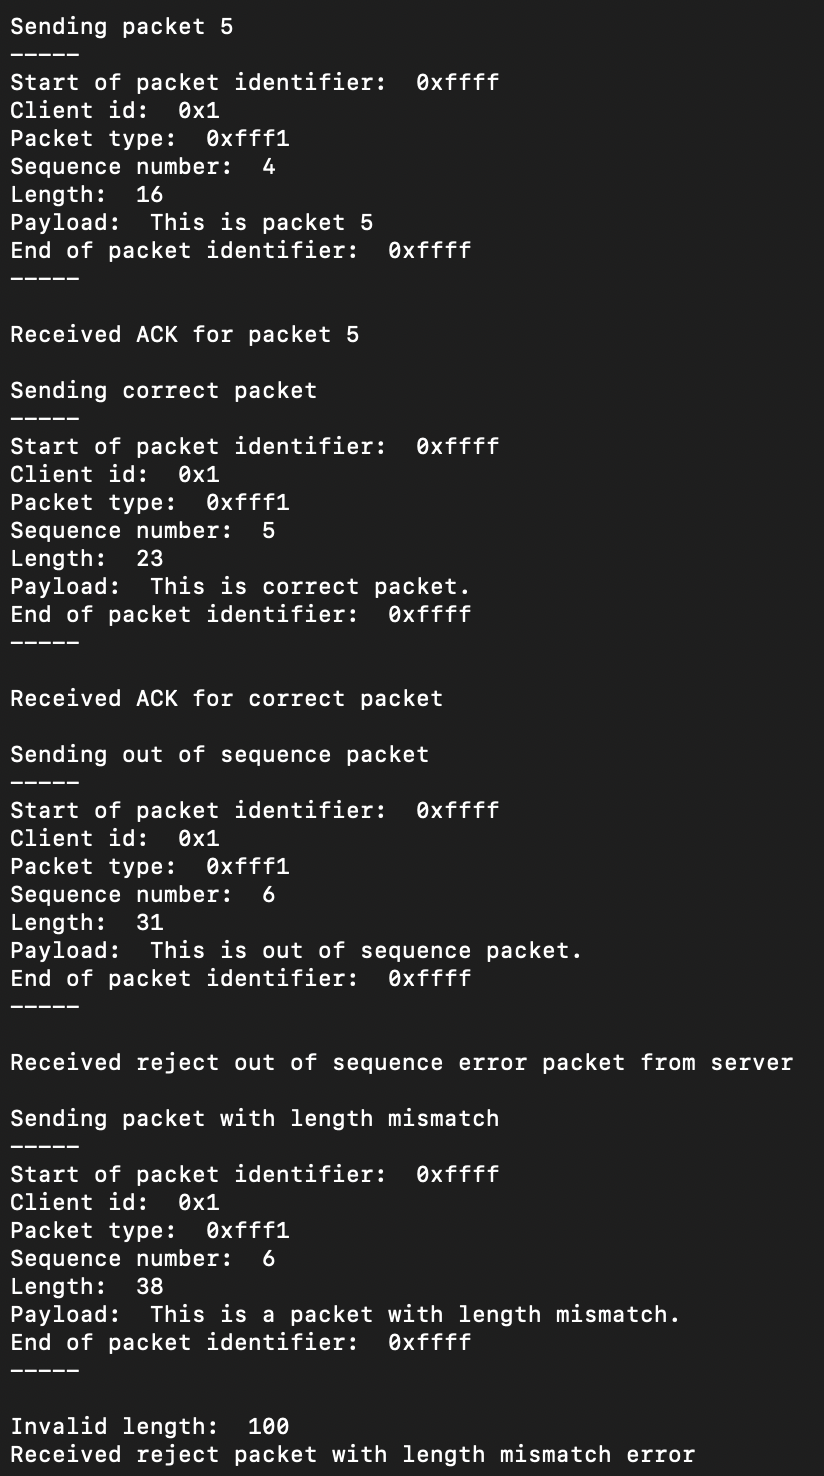 Sending packet 5
-----
Start of packet identifier:  0xffff
Client id:  0x1
Packet type:  0xfff1
Sequence number:  4
Length:  16
Payload:  This is packet 5
End of packet identifier:  0xffff
-----
Received ACK for packet 5
Sending correct packet
-----
Start of packet identifier:  0xffff
Client id:  0x1
Packet type:  0xfff1
Sequence number:  5
Length:  23
Payload:  This is correct packet.
End of packet identifier:  0xffff
-----
Received ACK for correct packet
Sending out of sequence packet
-----
Start of packet identifier:  0xffff
Client id:  0x1
Packet type:  0xfff1
Sequence number:  6
Length:  31
Payload:  This is out of sequence packet.
End of packet identifier:  0xffff
-----
Received reject out of sequence error packet from server
Sending packet with length mismatch
-----
Start of packet identifier:  0xffff
Client id:  0x1
Packet type:  0xfff1
Sequence number:  6
Length:  38
Payload:  This is a packet with length mismatch.
End of packet identifier:  0xffff
-----
Invalid length:  100
Received reject packet with length mismatch error